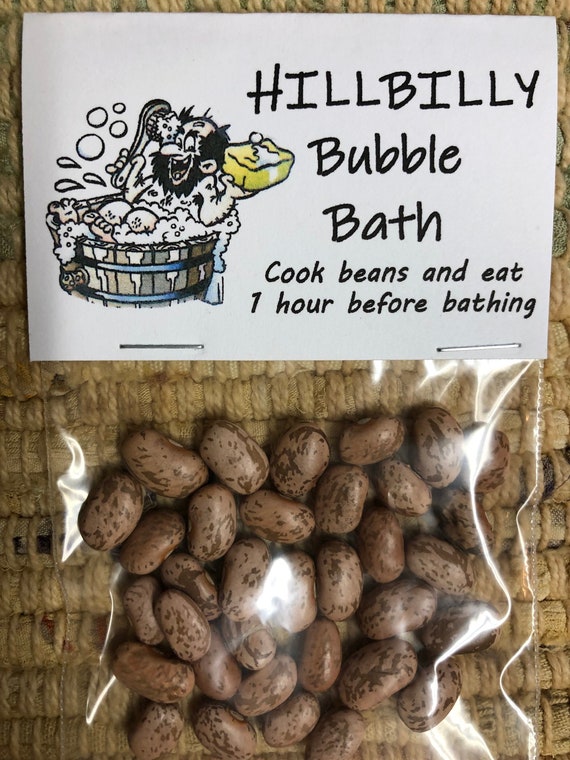 HILLBILLY
Bubble
Bath
Cook beans and eat
1 hour before bathing